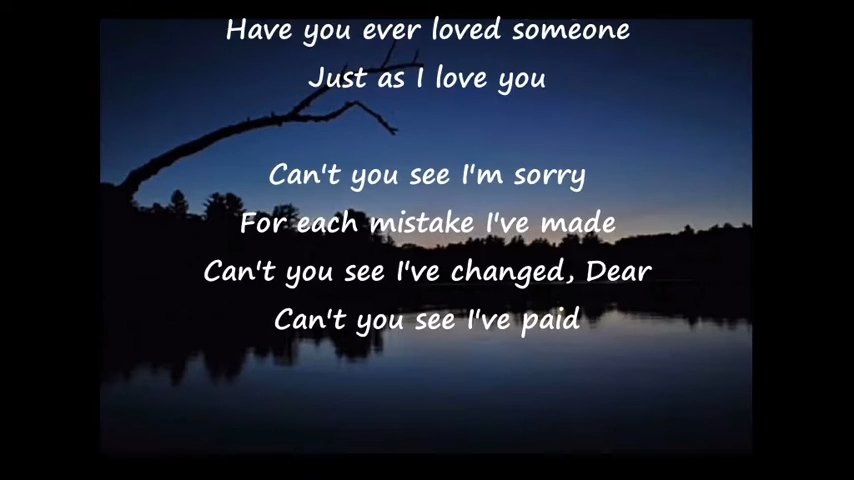 Have you ever loved someone
Just as I love you
Can't you see I'm sorry
For each mistake I've made
Can't you see I've changed, Dear
Can't you see I've paid